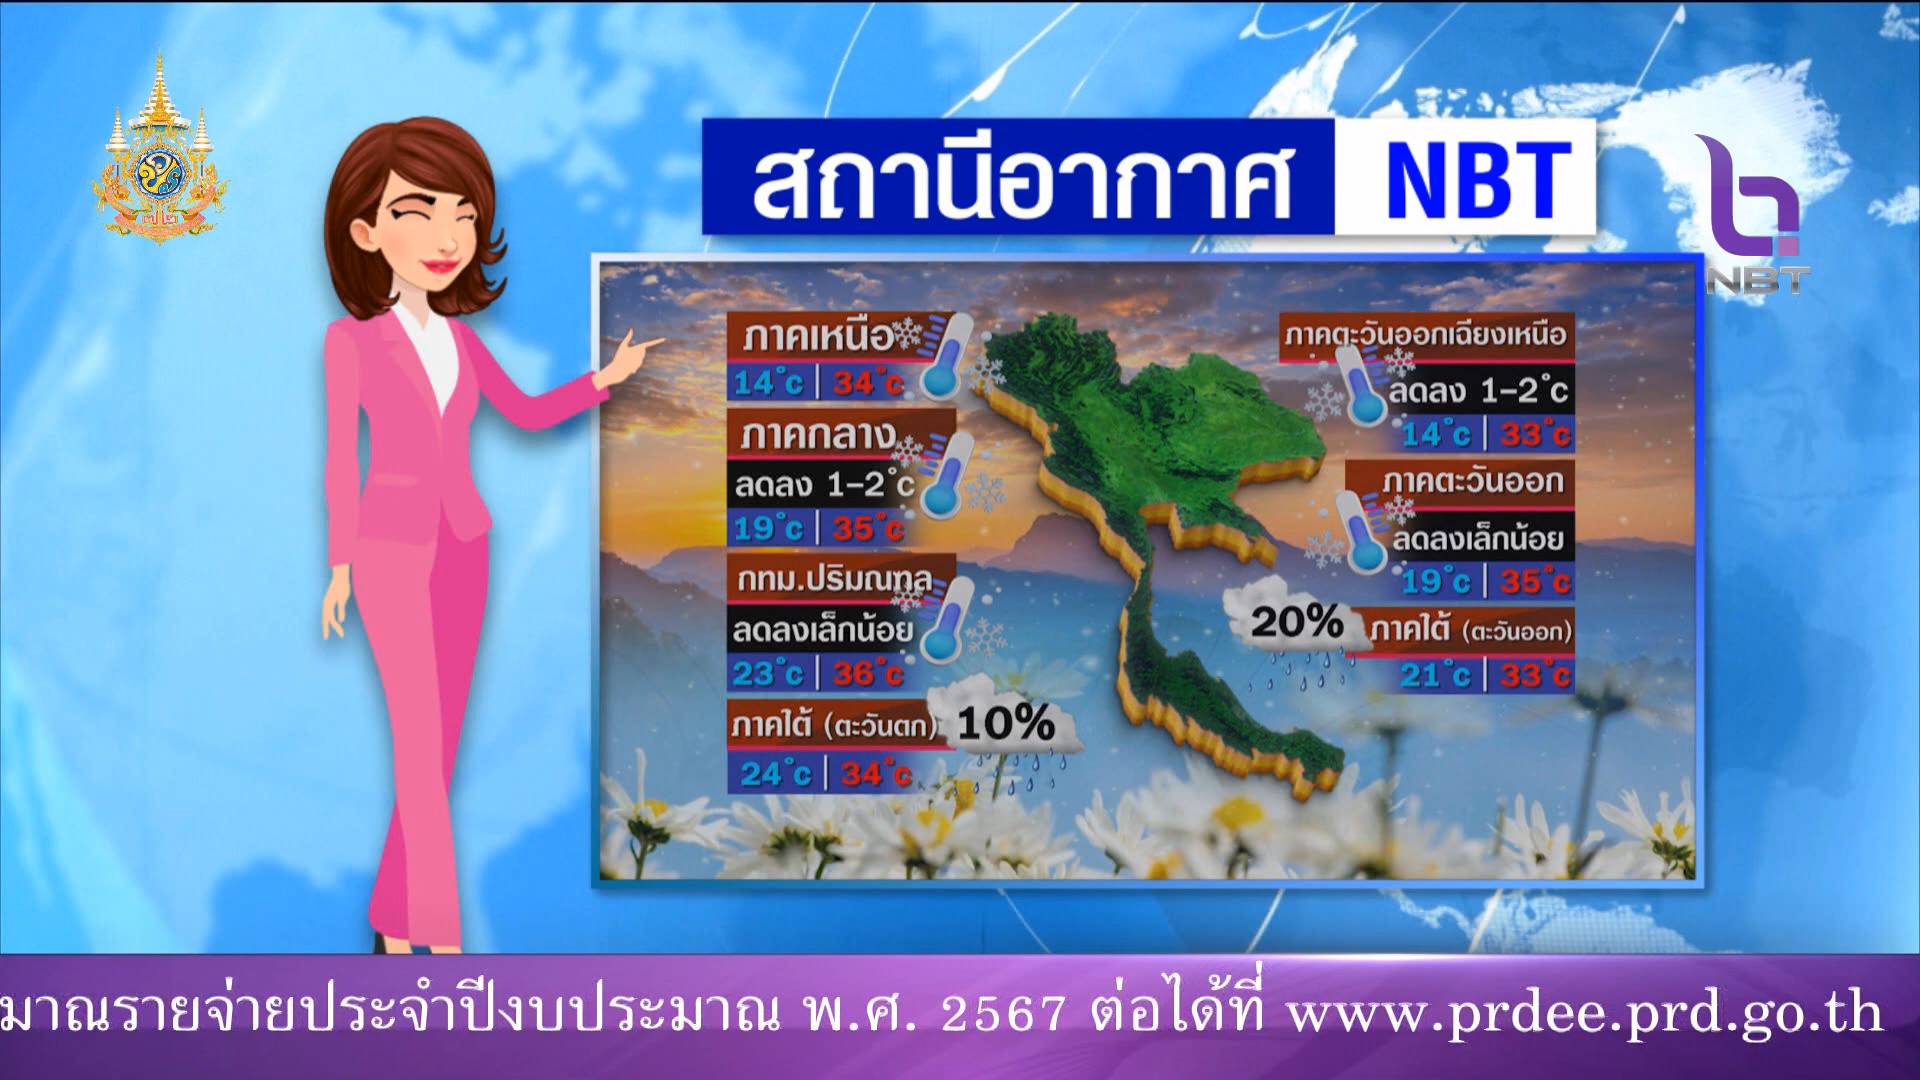 สถานีอากาศ NBT
NBT
ภาคเหนือ
14°c | 34°c
ภาคกลาง
ลดลง 1-2°c
19°c | 35°c
กทม.ปริมณฑล
ลดลงเล็กน้อย
23°c | 36°c
ภาคใต้ (ตะวันตก) 10%
24°c | 34°c
ภาคตะวันออกเฉียงเหนือ
ลดลง 1-2°c
14°c | 33°c
ภาคตะวันออก
ลดลงเล็กน้อย
19°c | 35°c
20% ภาคใต้ (ตะวันออก)
21°c | 33°c
มาณรายจ่ายประจำปีงบประมาณ พ.ศ. 2567 ต่อได้ที่ www.prdee.prd.go.th